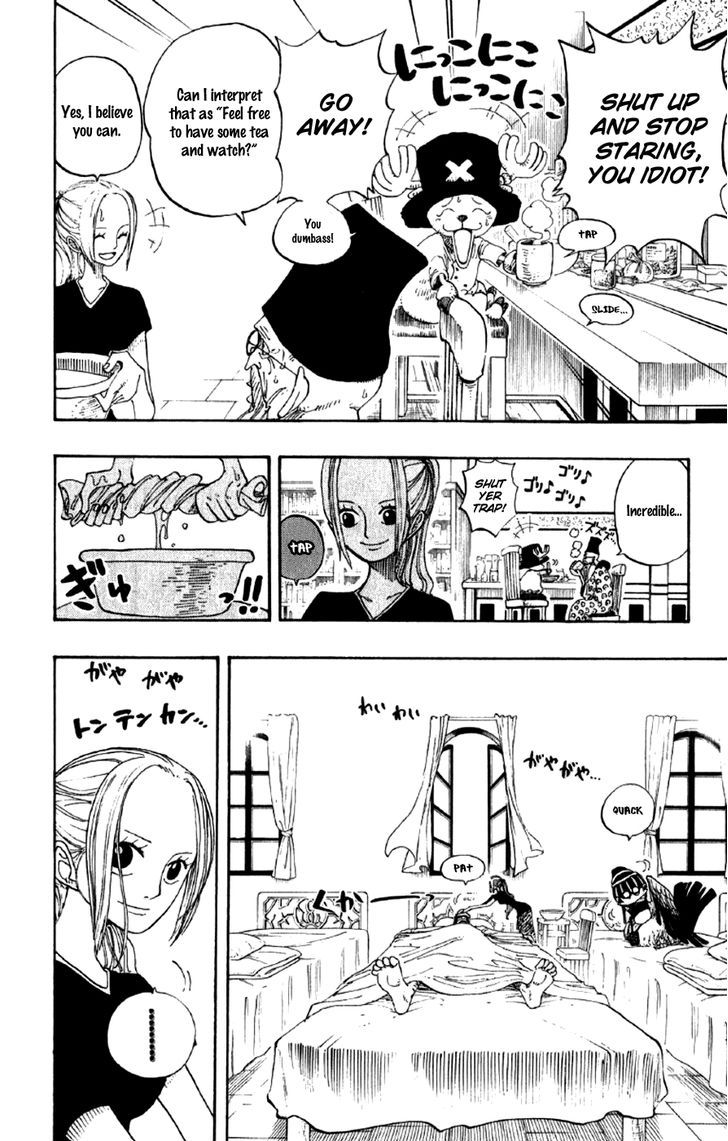 SHUT UP
AND STOP
STARING,
YOU IDIOT!
にっこにこ
にっこにこ
tAP
SLIDE...
GO
AWAY!
You
dumbass!
Can I interpret
that as "Feel free
to have some tea
and watch?"
Yes, I believe
you can.
Incredible...
ゴリ♪
ゴリ♪
ゴリ♪
ズズズ...
SHUT
YER
TRAP!
tAP
ぎゅっ!!
わい わい
がやがや...
QUACK
PAt
くかー
がや がや
トンテンカン...